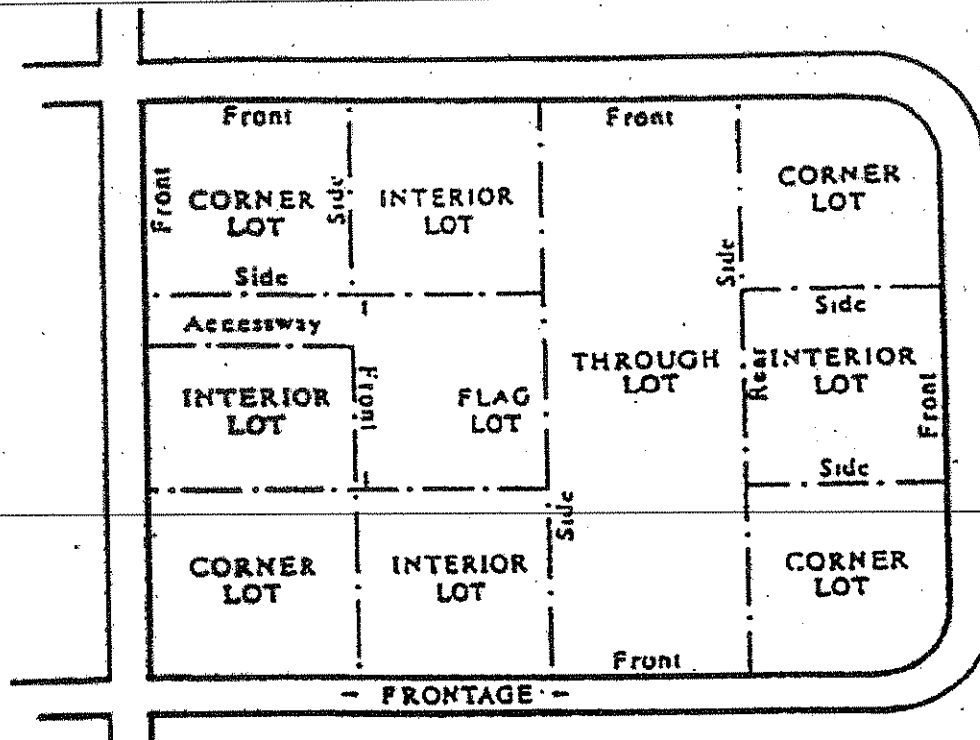 Front
Front
Front
CORNER
LOT
Side
INTERIOR
LOT
CORNER
LOT
Side
Side
Side
Accessway
INTERIOR
LOT
Front
FLAG
LOT
THROUGH
LOT
Rear
INTERIOR
LOT
Front
Side
Side
CORNER
LOT
INTERIOR
LOT
CORNER
LOT
Front
- FRONTAGE -